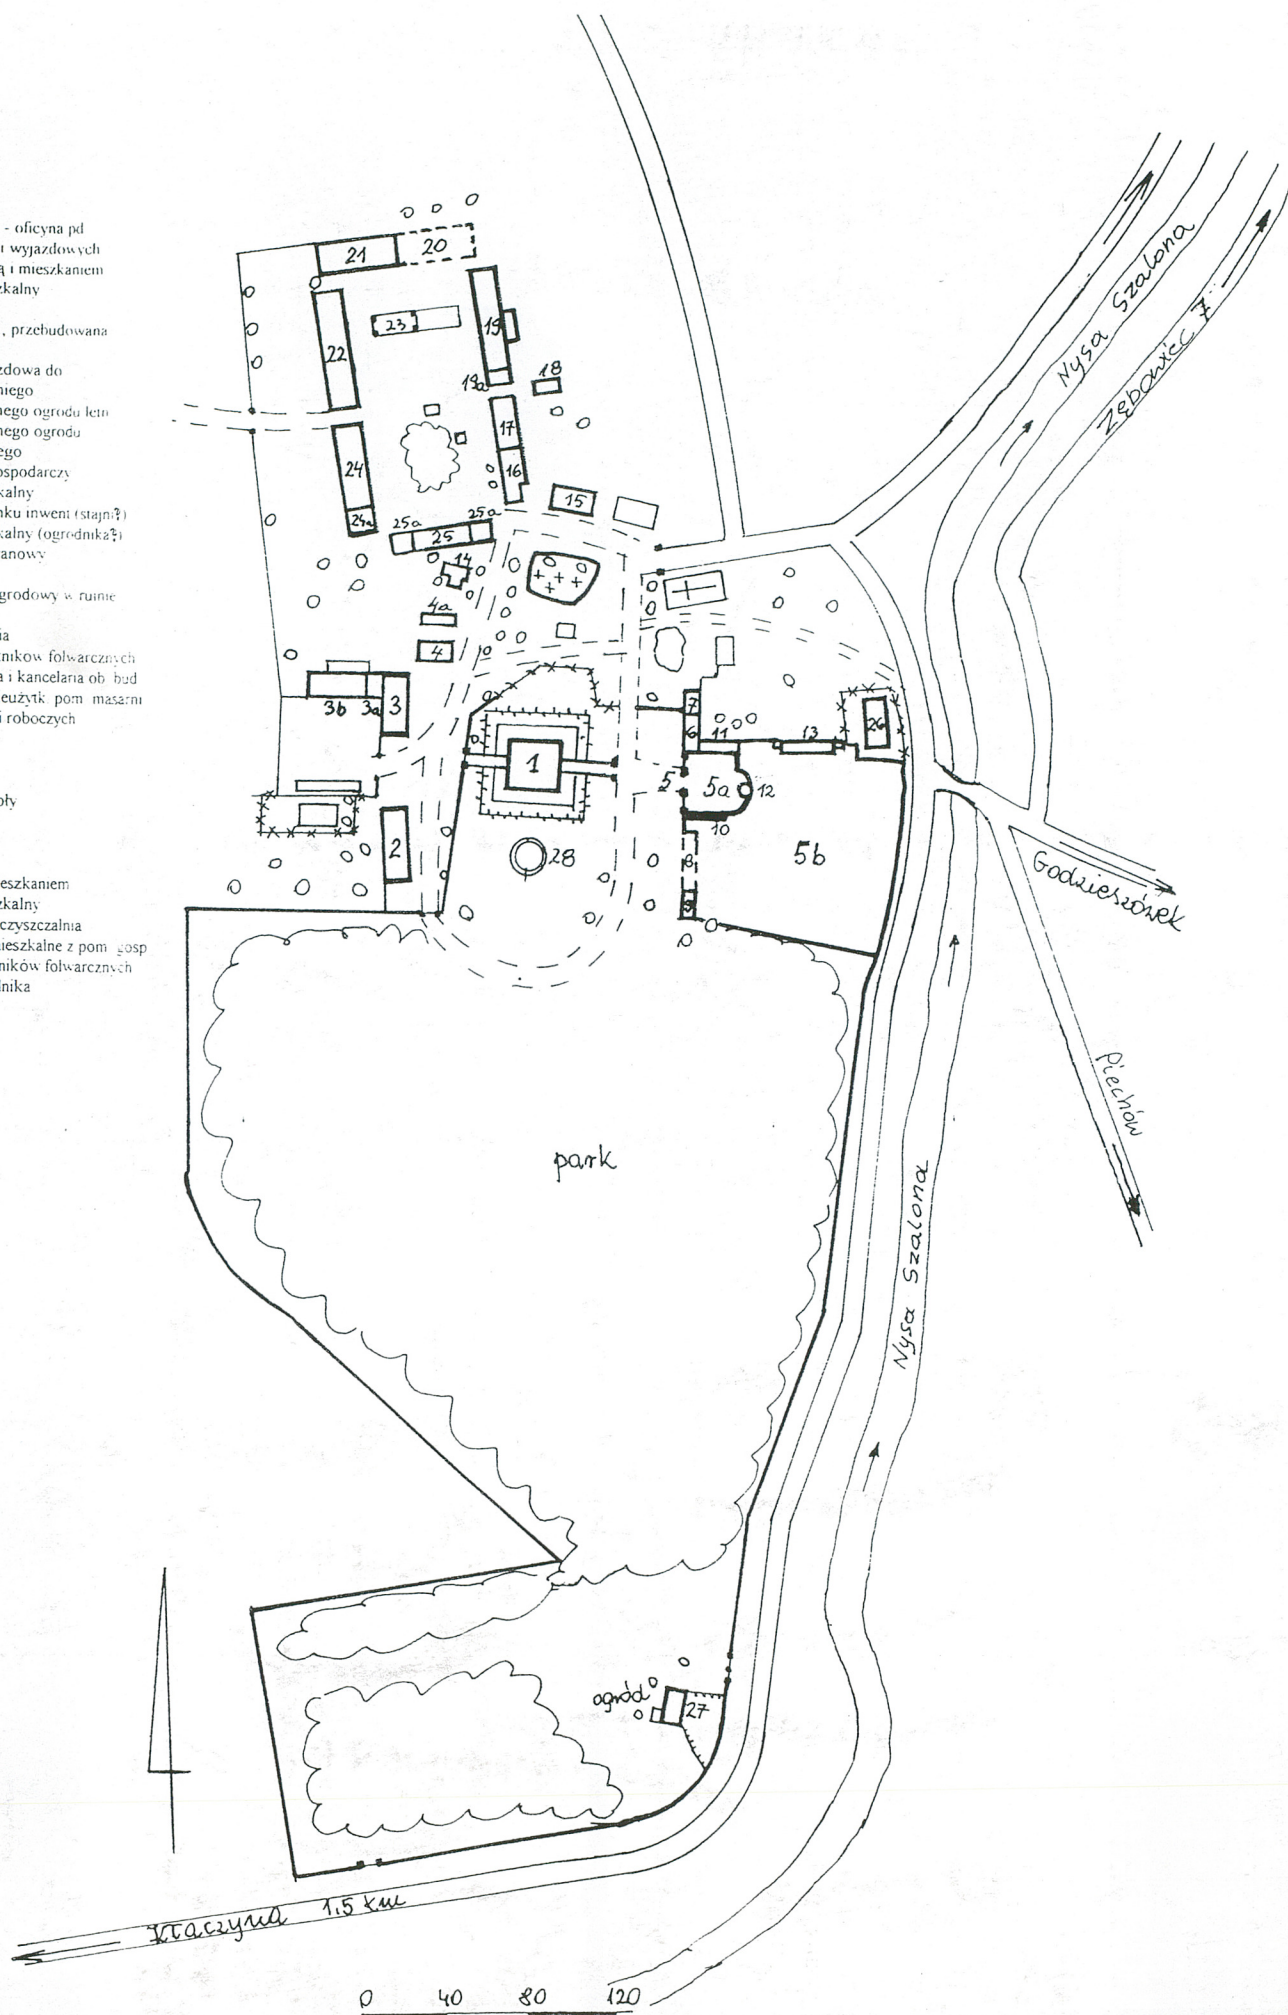 - oficyna pd
i wyjazdowych
ą i mieszkaniem
zkalny
, przebudowana
zdowa do
niego
nego ogrodu letn
nego ogrodu
ego
ospodarczy
kalny
nku inwent (stajni?)
kalny (ogrodnika?)
anowy
grodowy w ruinie
ia
ników folwarcznych
a i kancelaria ob bud
eużytk. pom masarni
i roboczych
oły
eszkaniem
zkalny
czyszczalnia
ieszkalne z pom gosp
ników folwarcznych
lnika
21
20
23
22
19
19a
18
17
16
24
24a
25a
25
25a
15
14
4a
4
3b
3a
3
7
6
11
13
26
1
5
5a
12
10
2
28
8
9
5b
Nysa Szalona
Godzieszówek
Piechów
park
Nysa Szalona
ogród
27
Kłaczyna 1,5 km
0 40 80 120